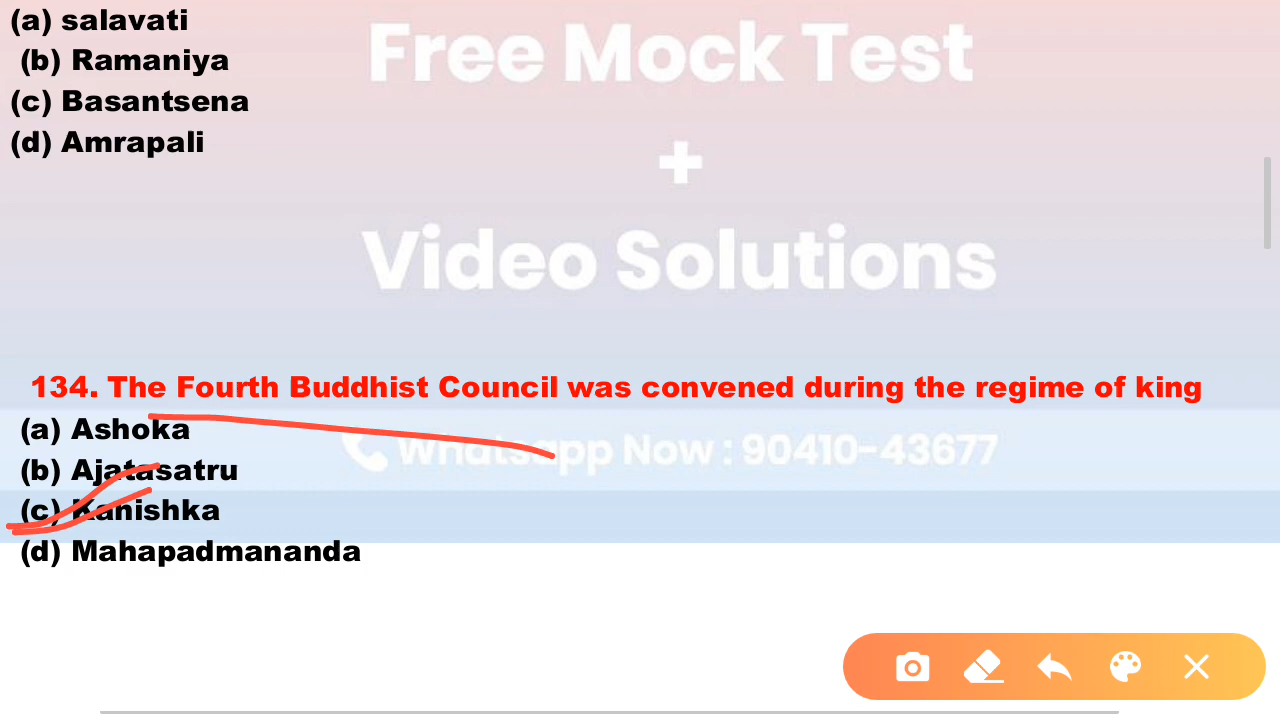 (a) salavati
(b) Ramaniya
(c) Basantsena
(d) Amrapali
Free Mock Test
+
Video Solutions
134. The Fourth Buddhist Council was convened during the regime of king
(a) Ashoka
(b) Ajatasatru
(c) Kanishka
(d) Mahapadmananda
Whatsapp Now : 90410-43677